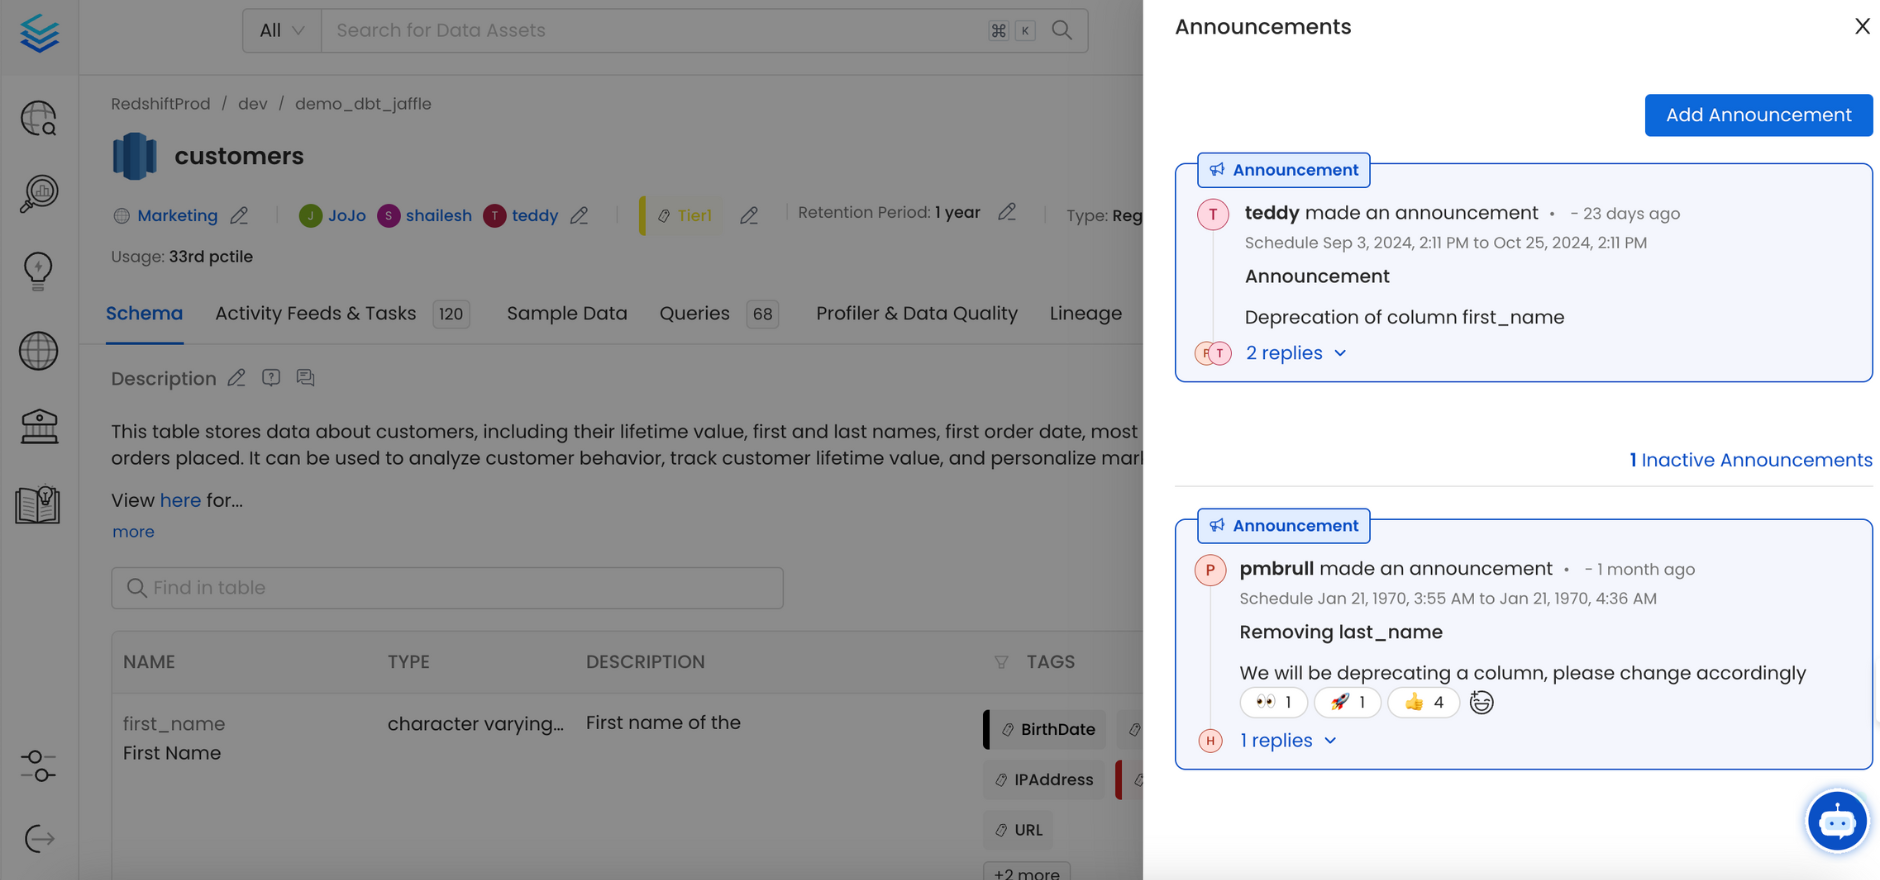 All
Search for Data Assets
⌘ K
RedshiftProd / dev / demo_dbt_jaffle
customers
Marketing
J JoJo S shailesh T teddy
Tier1
Retention Period: 1 year
Type: Reg
Usage: 33rd pctile
Schema
Activity Feeds & Tasks 120
Sample Data
Queries 68
Profiler & Data Quality
Lineage
Description
This table stores data about customers, including their lifetime value, first and last names, first order date, most
orders placed. It can be used to analyze customer behavior, track customer lifetime value, and personalize mar
View here for...
more
Find in table
NAME TYPE DESCRIPTION TAGS
first_name character varying... First name of the
First Name
BirthDate
IPAddress
URL
+2 more
Announcements
Add Announcement
Announcement
T teddy made an announcement • - 23 days ago
Schedule Sep 3, 2024, 2:11 PM to Oct 25, 2024, 2:11 PM
Announcement
Deprecation of column first_name
P T 2 replies
1 Inactive Announcements
Announcement
P pmbrull made an announcement • - 1 month ago
Schedule Jan 21, 1970, 3:55 AM to Jan 21, 1970, 4:36 AM
Removing last_name
We will be deprecating a column, please change accordingly
👀 1 🚀 1 👍 4
H 1 replies